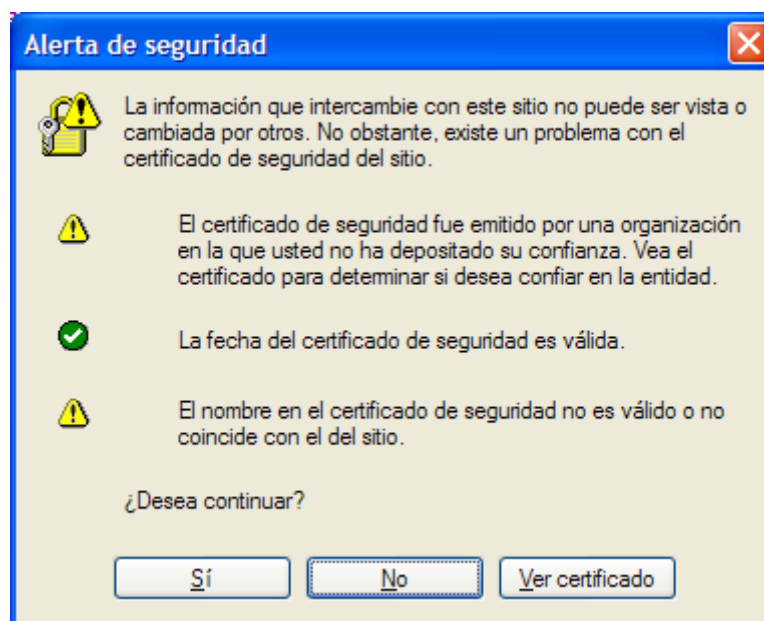 Alerta de seguridad
La información que intercambie con este sitio no puede ser vista o
cambiada por otros. No obstante, existe un problema con el
certificado de seguridad del sitio.
El certificado de seguridad fue emitido por una organización
en la que usted no ha depositado su confianza. Vea el
certificado para determinar si desea confiar en la entidad.
La fecha del certificado de seguridad es válida.
El nombre en el certificado de seguridad no es válido o no
coincide con el del sitio.
¿Desea continuar?
Sí No Ver certificado